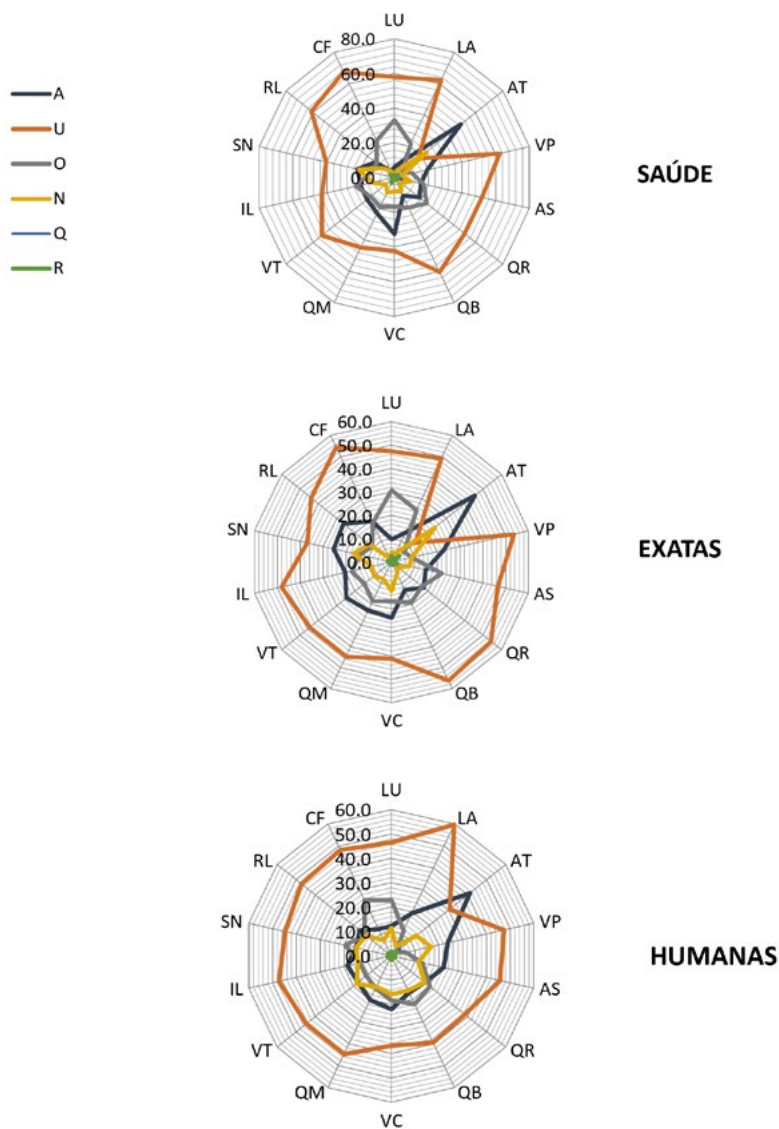 A
U
O
N
Q
R
LU
LA
AT
VP
AS
QR
QB
VC
QM
VT
IL
SN
RL
CF
80.0
60.0
40.0
20.0
0.0
SAÚDE
LU
LA
AT
VP
AS
QR
QB
VC
QM
VT
IL
SN
RL
CF
60.0
50.0
40.0
30.0
20.0
10.0
0.0
EXATAS
LU
LA
AT
VP
AS
QR
QB
VC
QM
VT
IL
SN
RL
CF
60.0
50.0
40.0
30.0
20.0
10.0
0.0
HUMANAS